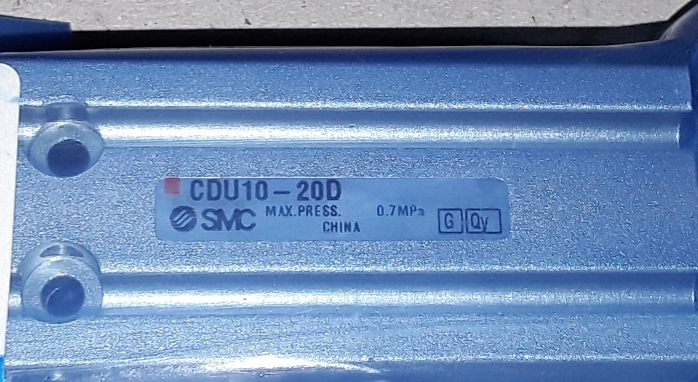 CDU10-20D
SMC MAX.PRESS. 0.7MPa
CHINA G Qy